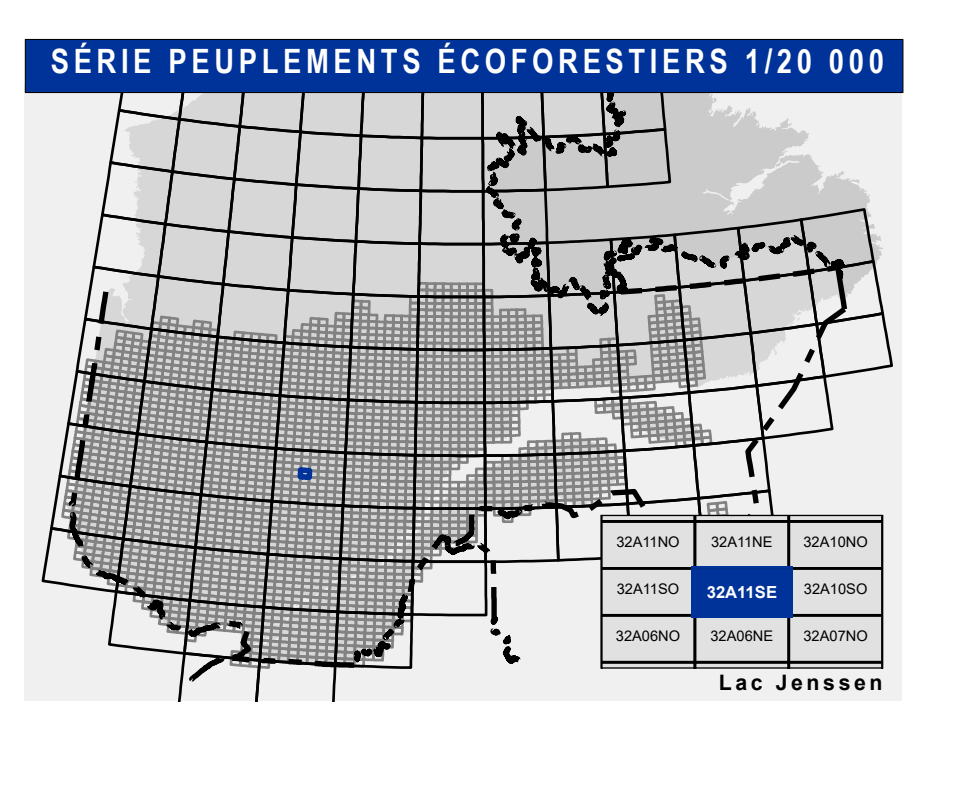 SÉRIE PEUPLEMENTS ÉCOFORESTIERS 1/20 000
32A11NO 32A11NE 32A10NO
32A11SO 32A11SE 32A10SO
32A06NO 32A06NE 32A07NO
Lac Jenssen